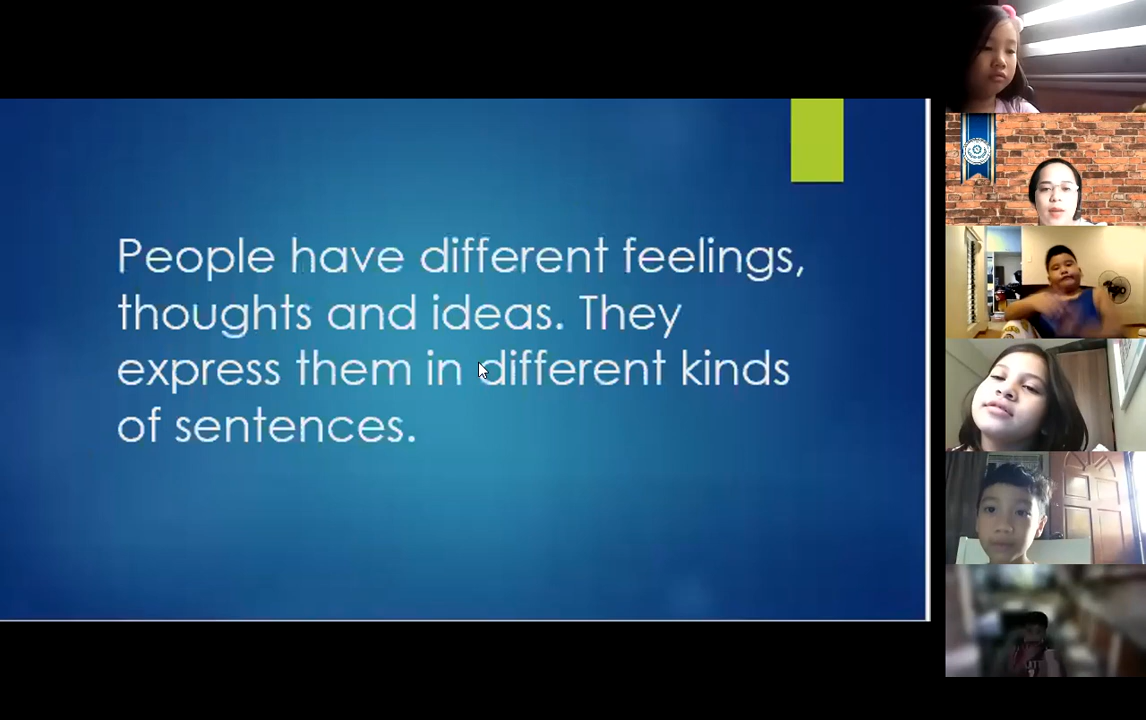 People have different feelings,
thoughts and ideas. They
express them in different kinds
of sentences.